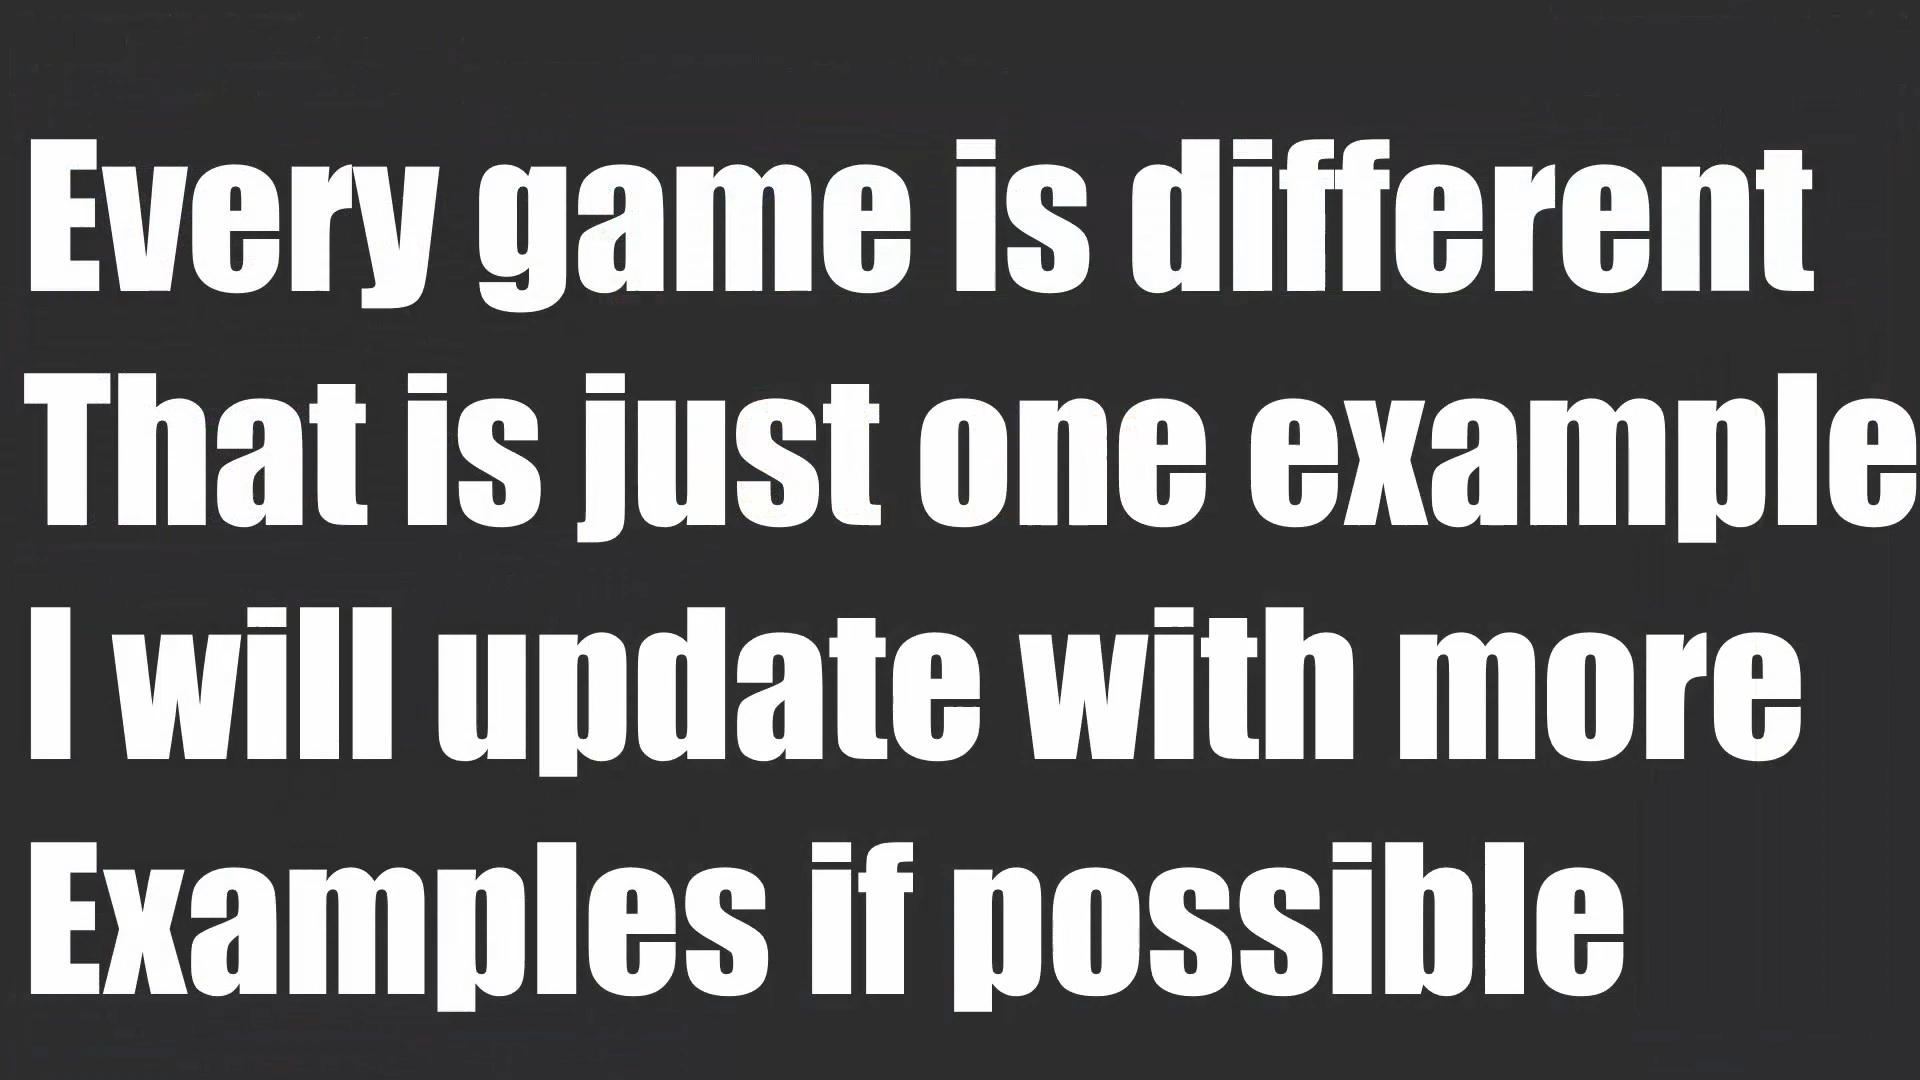 Every game is different
That is just one example
I will update with more
Examples if possible